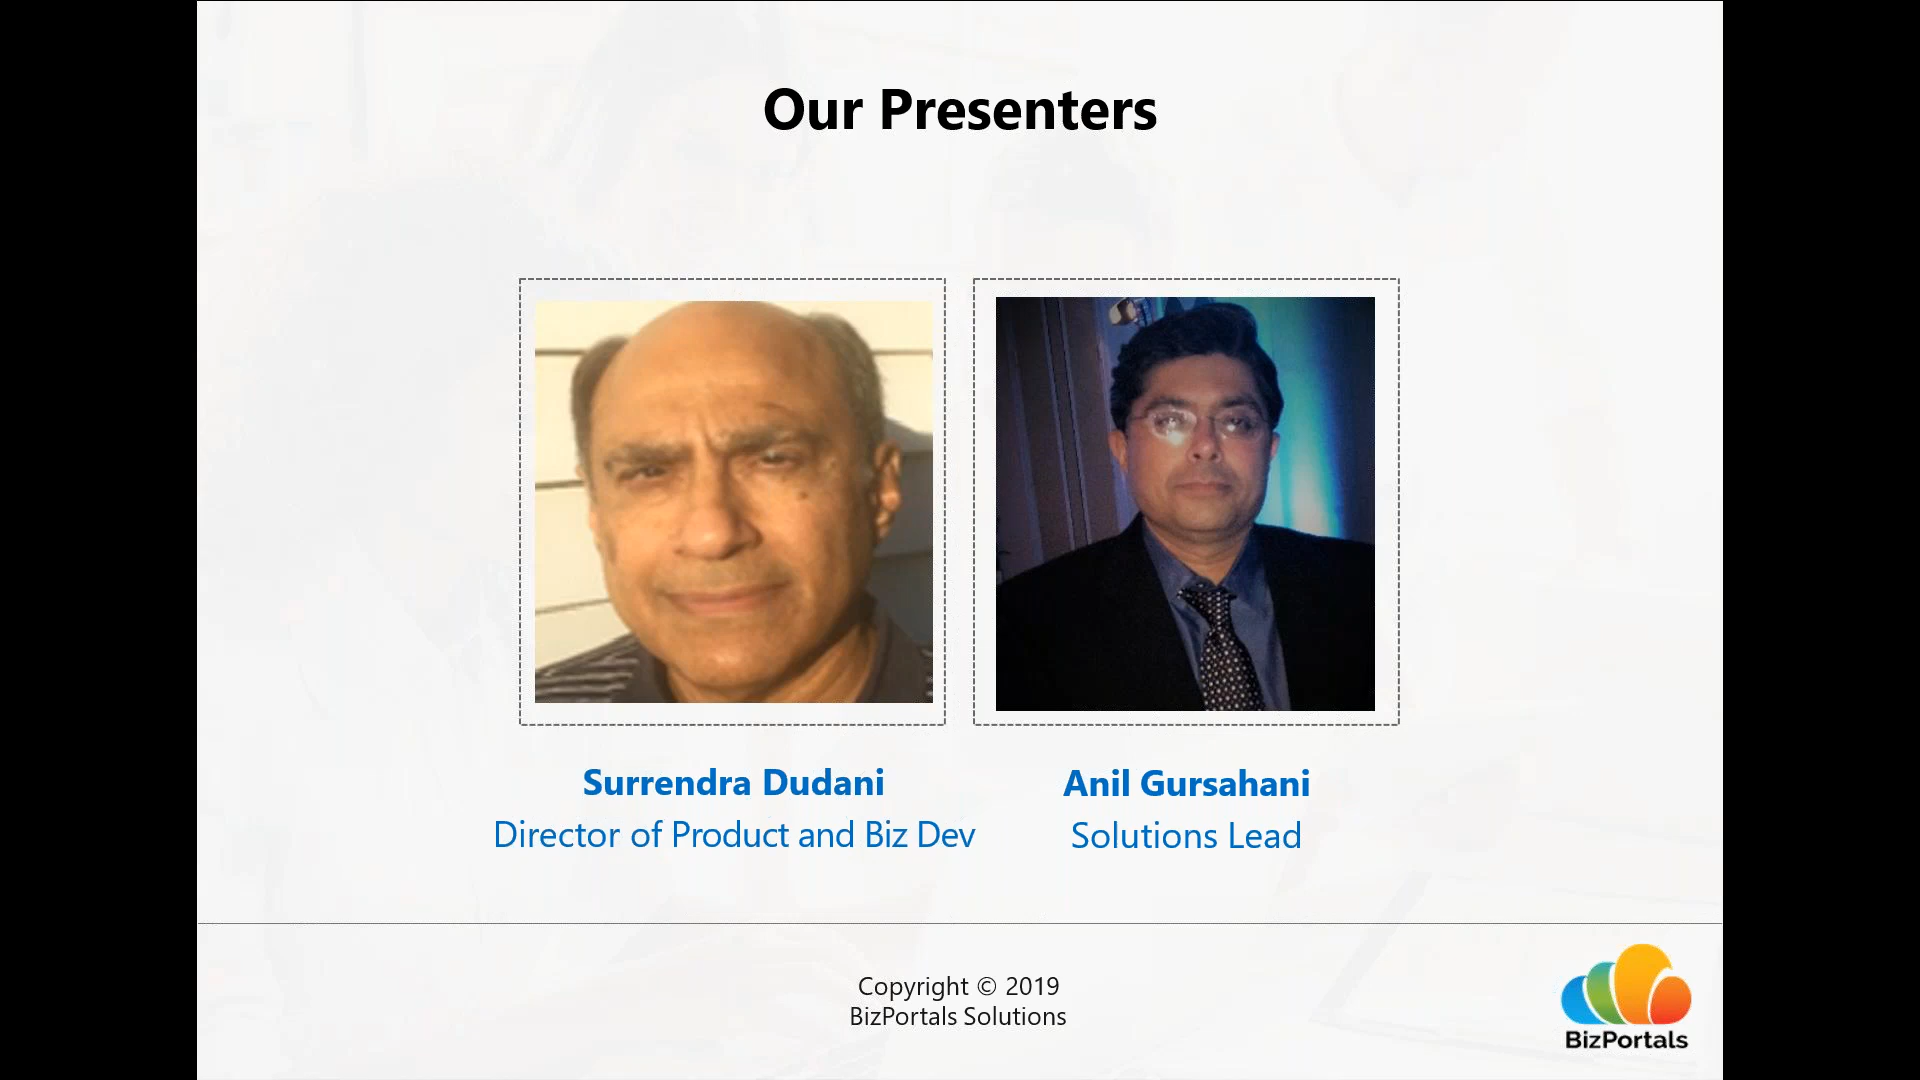 Our Presenters
Surrendra Dudani
Director of Product and Biz Dev
Anil Gursahani
Solutions Lead
Copyright © 2019
BizPortals Solutions
BizPortals